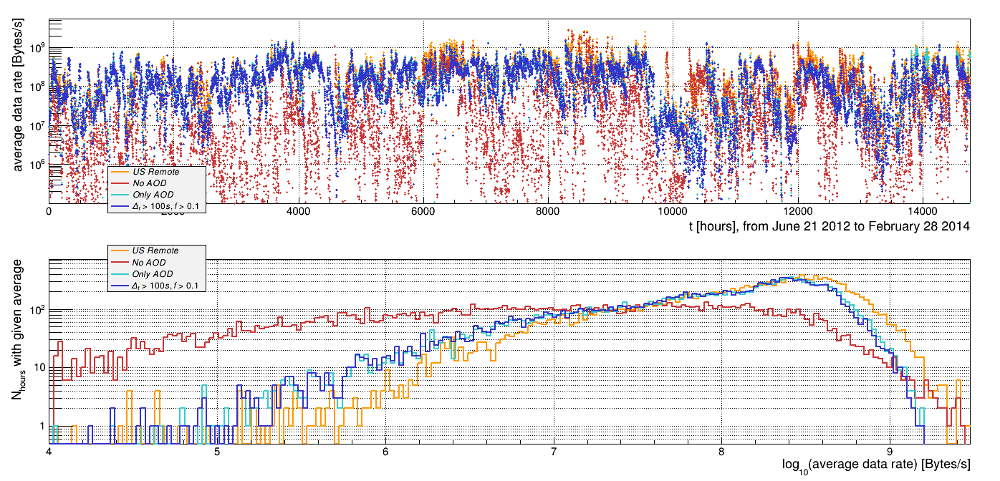 average data rate [Bytes/s]
10⁹
10⁸
10⁷
10⁶
US Remote
No AOD
Only AOD
Δₜ > 100s, f > 0.1
0 2000 4000 6000 8000 10000 12000 14000
t [hours], from June 21 2012 to February 28 2014
N_hours with given average
US Remote
No AOD
Only AOD
Δₜ > 100s, f > 0.1
10²
10
1
4 5 6 7 8 9
log₁₀(average data rate) [Bytes/s]